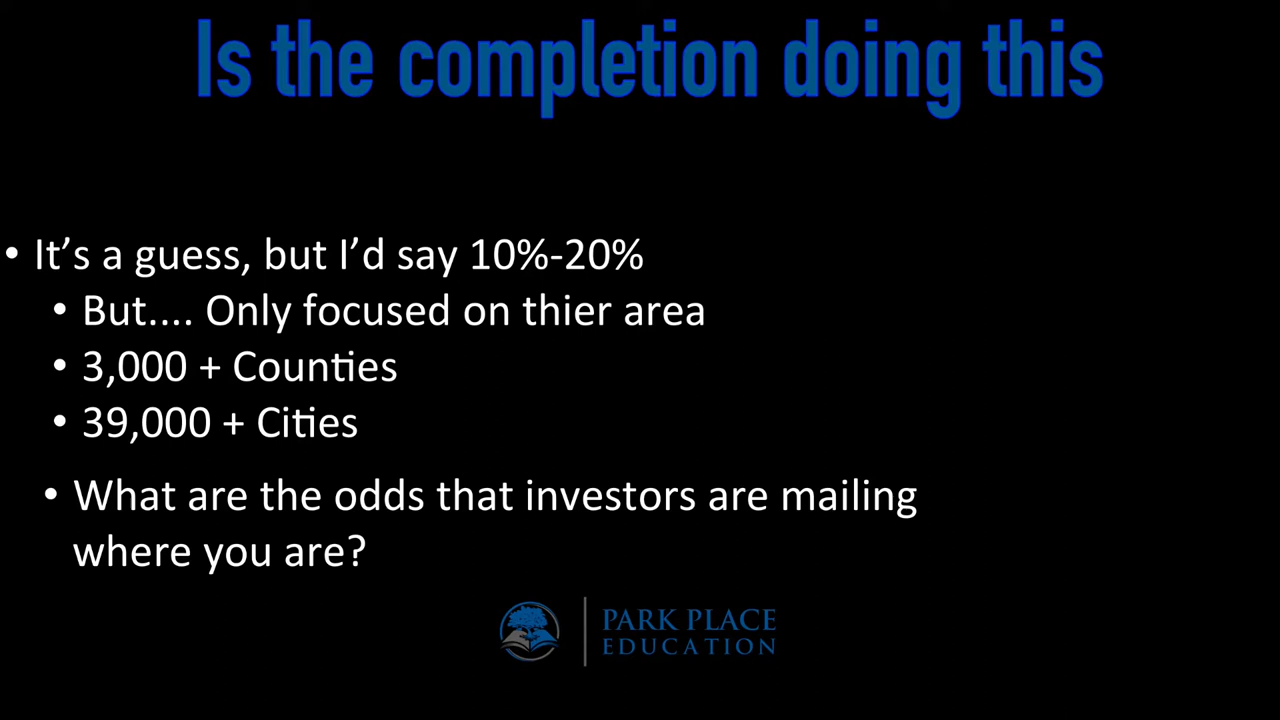 Is the completion doing this
• It’s a guess, but I’d say 10%-20%
• But.... Only focused on thier area
• 3,000 + Counties
• 39,000 + Cities
• What are the odds that investors are mailing
where you are?
PARK PLACE
EDUCATION